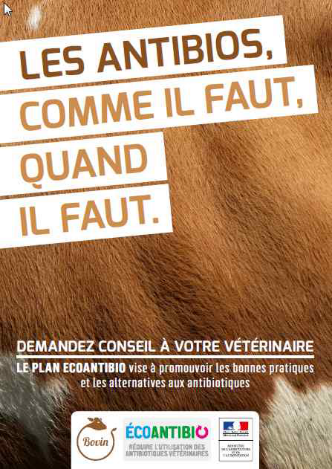 LES ANTIBIOS,
COMME IL FAUT,
QUAND
IL FAUT.
DEMANDEZ CONSEIL À VOTRE VÉTÉRINAIRE
LE PLAN ECOANTIBIO vise à promouvoir les bonnes pratiques
et les alternatives aux antibiotiques
Bovin
ÉCOANTIBIO
RÉDUIRE L'UTILISATION DES
ANTIBIOTIQUES VÉTÉRINAIRES